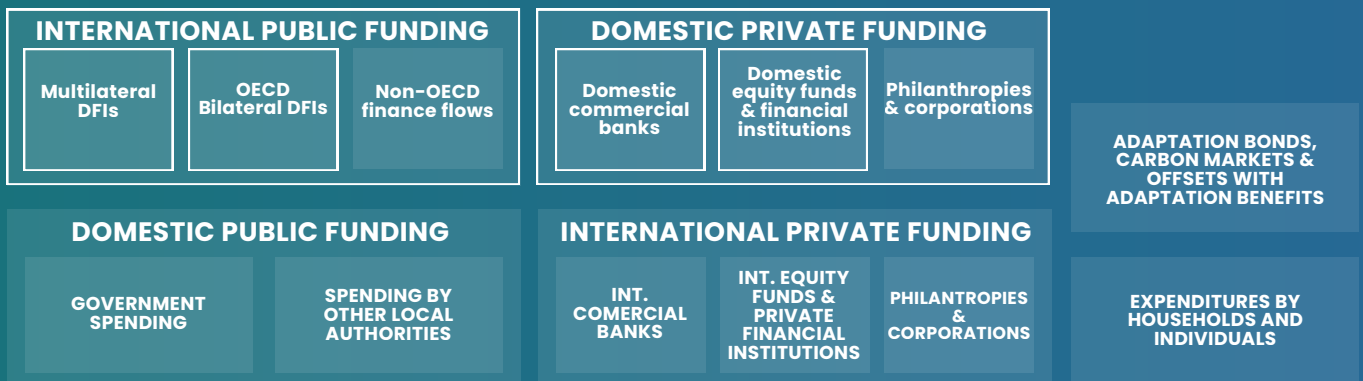 INTERNATIONAL PUBLIC FUNDING
Multilateral
DFIs
OECD
Bilateral DFIs
Non-OECD
finance flows
DOMESTIC PRIVATE FUNDING
Domestic
commercial
banks
Domestic
equity funds
& financial
institutions
Philanthropies
& corporations
ADAPTATION BONDS,
CARBON MARKETS &
OFFSETS WITH
ADAPTATION BENEFITS
DOMESTIC PUBLIC FUNDING
GOVERNMENT
SPENDING
SPENDING BY
OTHER LOCAL
AUTHORITIES
INTERNATIONAL PRIVATE FUNDING
INT.
COMERCIAL
BANKS
INT. EQUITY
FUNDS &
PRIVATE
FINANCIAL
INSTITUTIONS
PHILANTROPIES
&
CORPORATIONS
EXPENDITURES BY
HOUSEHOLDS AND
INDIVIDUALS